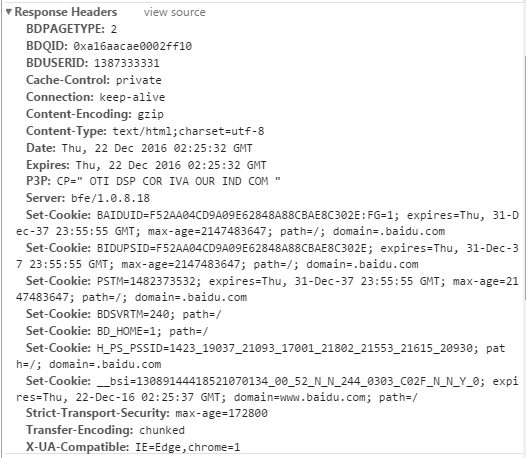 Response Headers view source
BDPAGETYPE: 2
BDQID: 0xa16aacae0002ff10
BDUSERID: 1387333331
Cache-Control: private
Connection: keep-alive
Content-Encoding: gzip
Content-Type: text/html;charset=utf-8
Date: Thu, 22 Dec 2016 02:25:32 GMT
Expires: Thu, 22 Dec 2016 02:25:32 GMT
P3P: CP=" OTI DSP COR IVA OUR IND COM "
Server: bfe/1.0.8.18
Set-Cookie: BAIDUID=F52AA04CD9A09E62848A88CBAE8C302E:FG=1; expires=Thu, 31-D
ec-37 23:55:55 GMT; max-age=2147483647; path=/; domain=.baidu.com
Set-Cookie: BIDUPSID=F52AA04CD9A09E62848A88CBAE8C302E; expires=Thu, 31-Dec-3
7 23:55:55 GMT; max-age=2147483647; path=/; domain=.baidu.com
Set-Cookie: PSTM=1482373532; expires=Thu, 31-Dec-37 23:55:55 GMT; max-age=21
47483647; path=/; domain=.baidu.com
Set-Cookie: BDSVRTM=240; path=/
Set-Cookie: BD_HOME=1; path=/
Set-Cookie: H_PS_PSSID=1423_19037_21093_17001_21802_21553_21615_20930; pat
h=/; domain=.baidu.com
Set-Cookie: __bsi=13089144418521070134_00_52_N_N_244_0303_C02F_N_N_Y_0; expi
res=Thu, 22-Dec-16 02:25:37 GMT; domain=www.baidu.com; path=/
Strict-Transport-Security: max-age=172800
Transfer-Encoding: chunked
X-UA-Compatible: IE=Edge,chrome=1